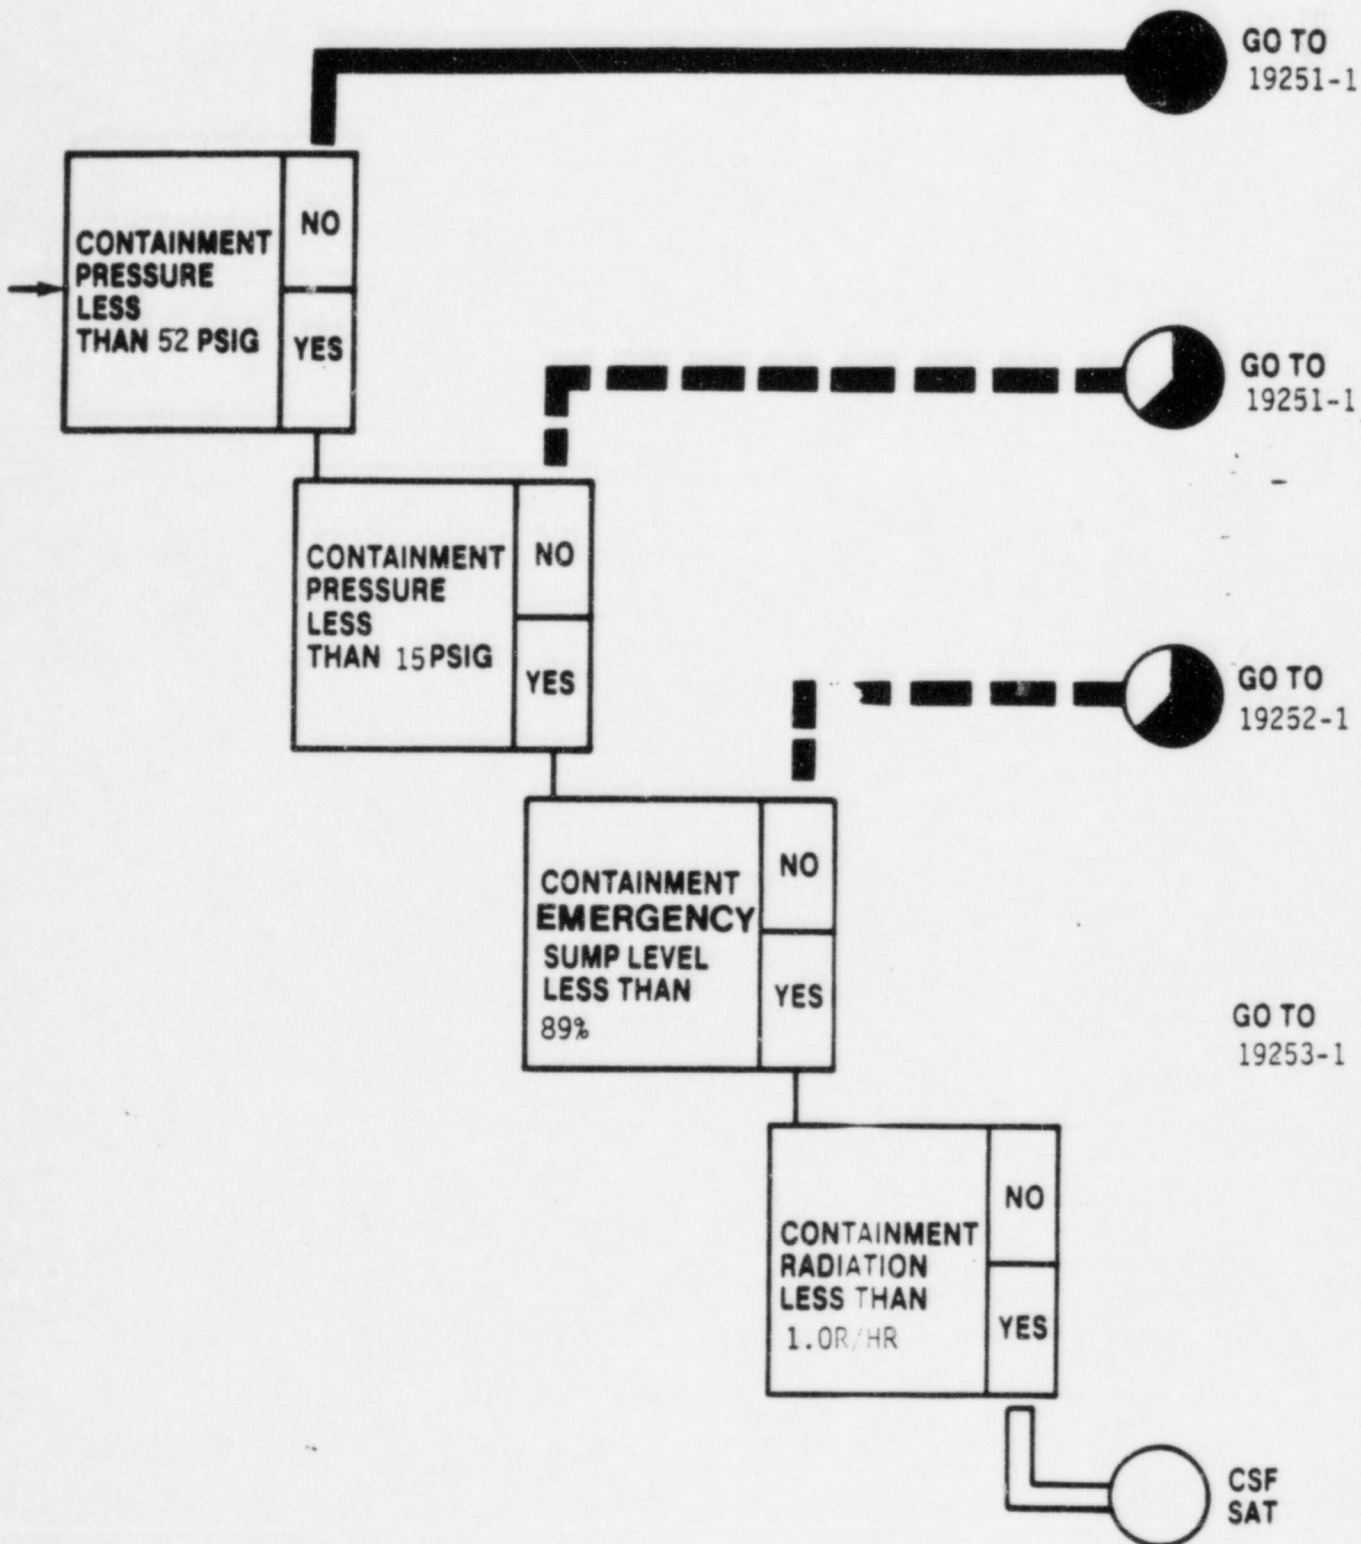 GO TO
19251-1
CONTAINMENT
PRESSURE
LESS
THAN 52 PSIG
NO
YES
GO TO
19251-1
CONTAINMENT
PRESSURE
LESS
THAN 15 PSIG
NO
YES
GO TO
19252-1
CONTAINMENT
EMERGENCY
SUMP LEVEL
LESS THAN
89%
NO
YES
GO TO
19253-1
CONTAINMENT
RADIATION
LESS THAN
1.0R/HR
NO
YES
CSF
SAT